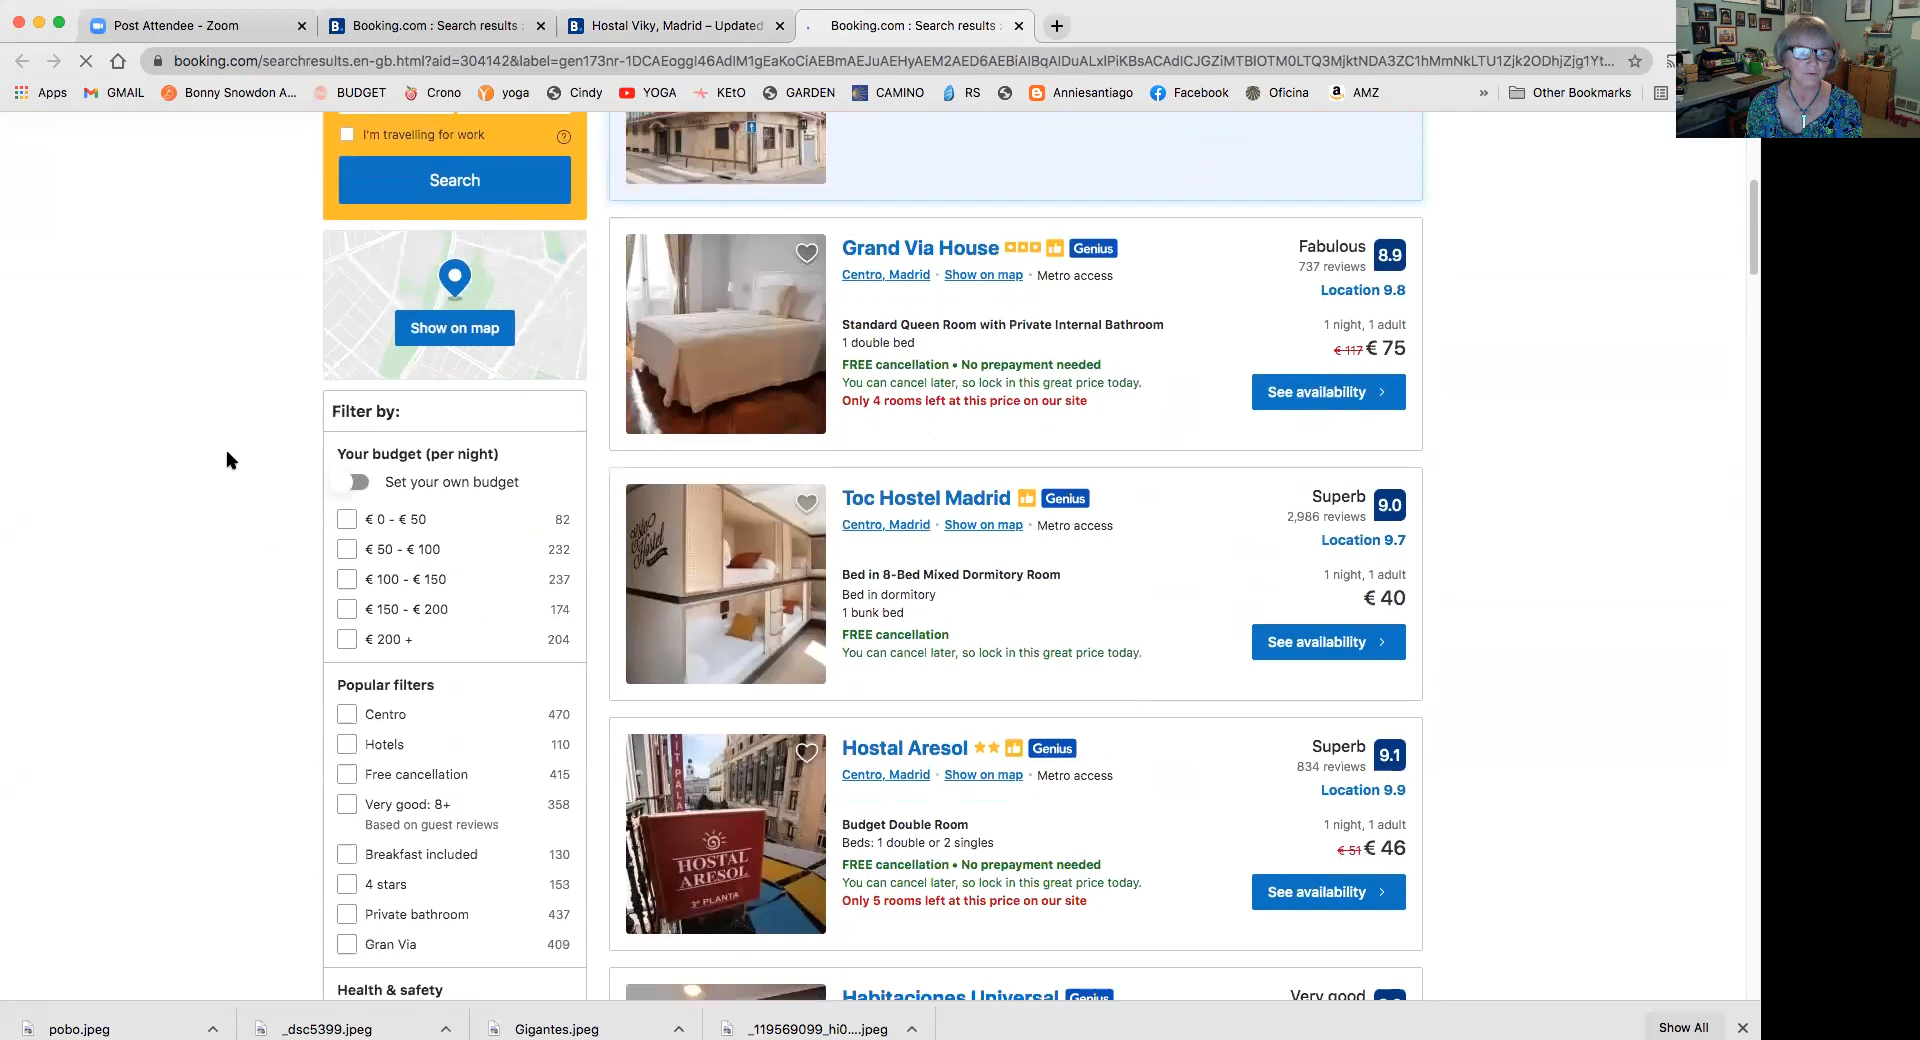 Post Attendee - Zoom
Booking.com : Search results :
Hostal Viky, Madrid – Updated
Booking.com : Search results :
booking.com/searchresults.en-gb.html?aid=304142&label=gen173nr-1DCAEoggI46AdIM1gEaKoCiAEBmAEJuAEHyAEM2AED6AEBiAIBqAIDuALxlPiKBsACAdICJGZiMTBlOTM0LTQ3MjktNDA3ZC1hMmNkLTU1Zjk2ODhjZjg1Yt...
Apps
GMAIL
Bonny Snowdon A...
BUDGET
Crono
yoga
Cindy
YOGA
KEtO
GARDEN
CAMINO
RS
Anniesantiago
Facebook
Oficina
AMZ
»
Other Bookmarks
I'm travelling for work
Search
Show on map
Filter by:
Your budget (per night)
Set your own budget
€ 0 - € 50 82
€ 50 - € 100 232
€ 100 - € 150 237
€ 150 - € 200 174
€ 200 + 204
Popular filters
Centro 470
Hotels 110
Free cancellation 415
Very good: 8+ 358
Based on guest reviews
Breakfast included 130
4 stars 153
Private bathroom 437
Gran Via 409
Health & safety
Grand Via House Genius
Centro, Madrid · Show on map · Metro access
Standard Queen Room with Private Internal Bathroom
1 double bed
FREE cancellation • No prepayment needed
You can cancel later, so lock in this great price today.
Only 4 rooms left at this price on our site
Fabulous 8.9
737 reviews
Location 9.8
1 night, 1 adult
€ 117 € 75
See availability
Toc Hostel Madrid Genius
Centro, Madrid · Show on map · Metro access
Bed in 8-Bed Mixed Dormitory Room
Bed in dormitory
1 bunk bed
FREE cancellation
You can cancel later, so lock in this great price today.
Superb 9.0
2,986 reviews
Location 9.7
1 night, 1 adult
€ 40
See availability
HOSTAL
ARESOL
3ª PLANTA
Hostal Aresol Genius
Centro, Madrid · Show on map · Metro access
Budget Double Room
Beds: 1 double or 2 singles
FREE cancellation • No prepayment needed
You can cancel later, so lock in this great price today.
Only 5 rooms left at this price on our site
Superb 9.1
834 reviews
Location 9.9
1 night, 1 adult
€ 51 € 46
See availability
Habitaciones Universal Genius
Very good
pobo.jpeg
_dsc5399.jpeg
Gigantes.jpeg
_119569099_hi0....jpeg
Show All